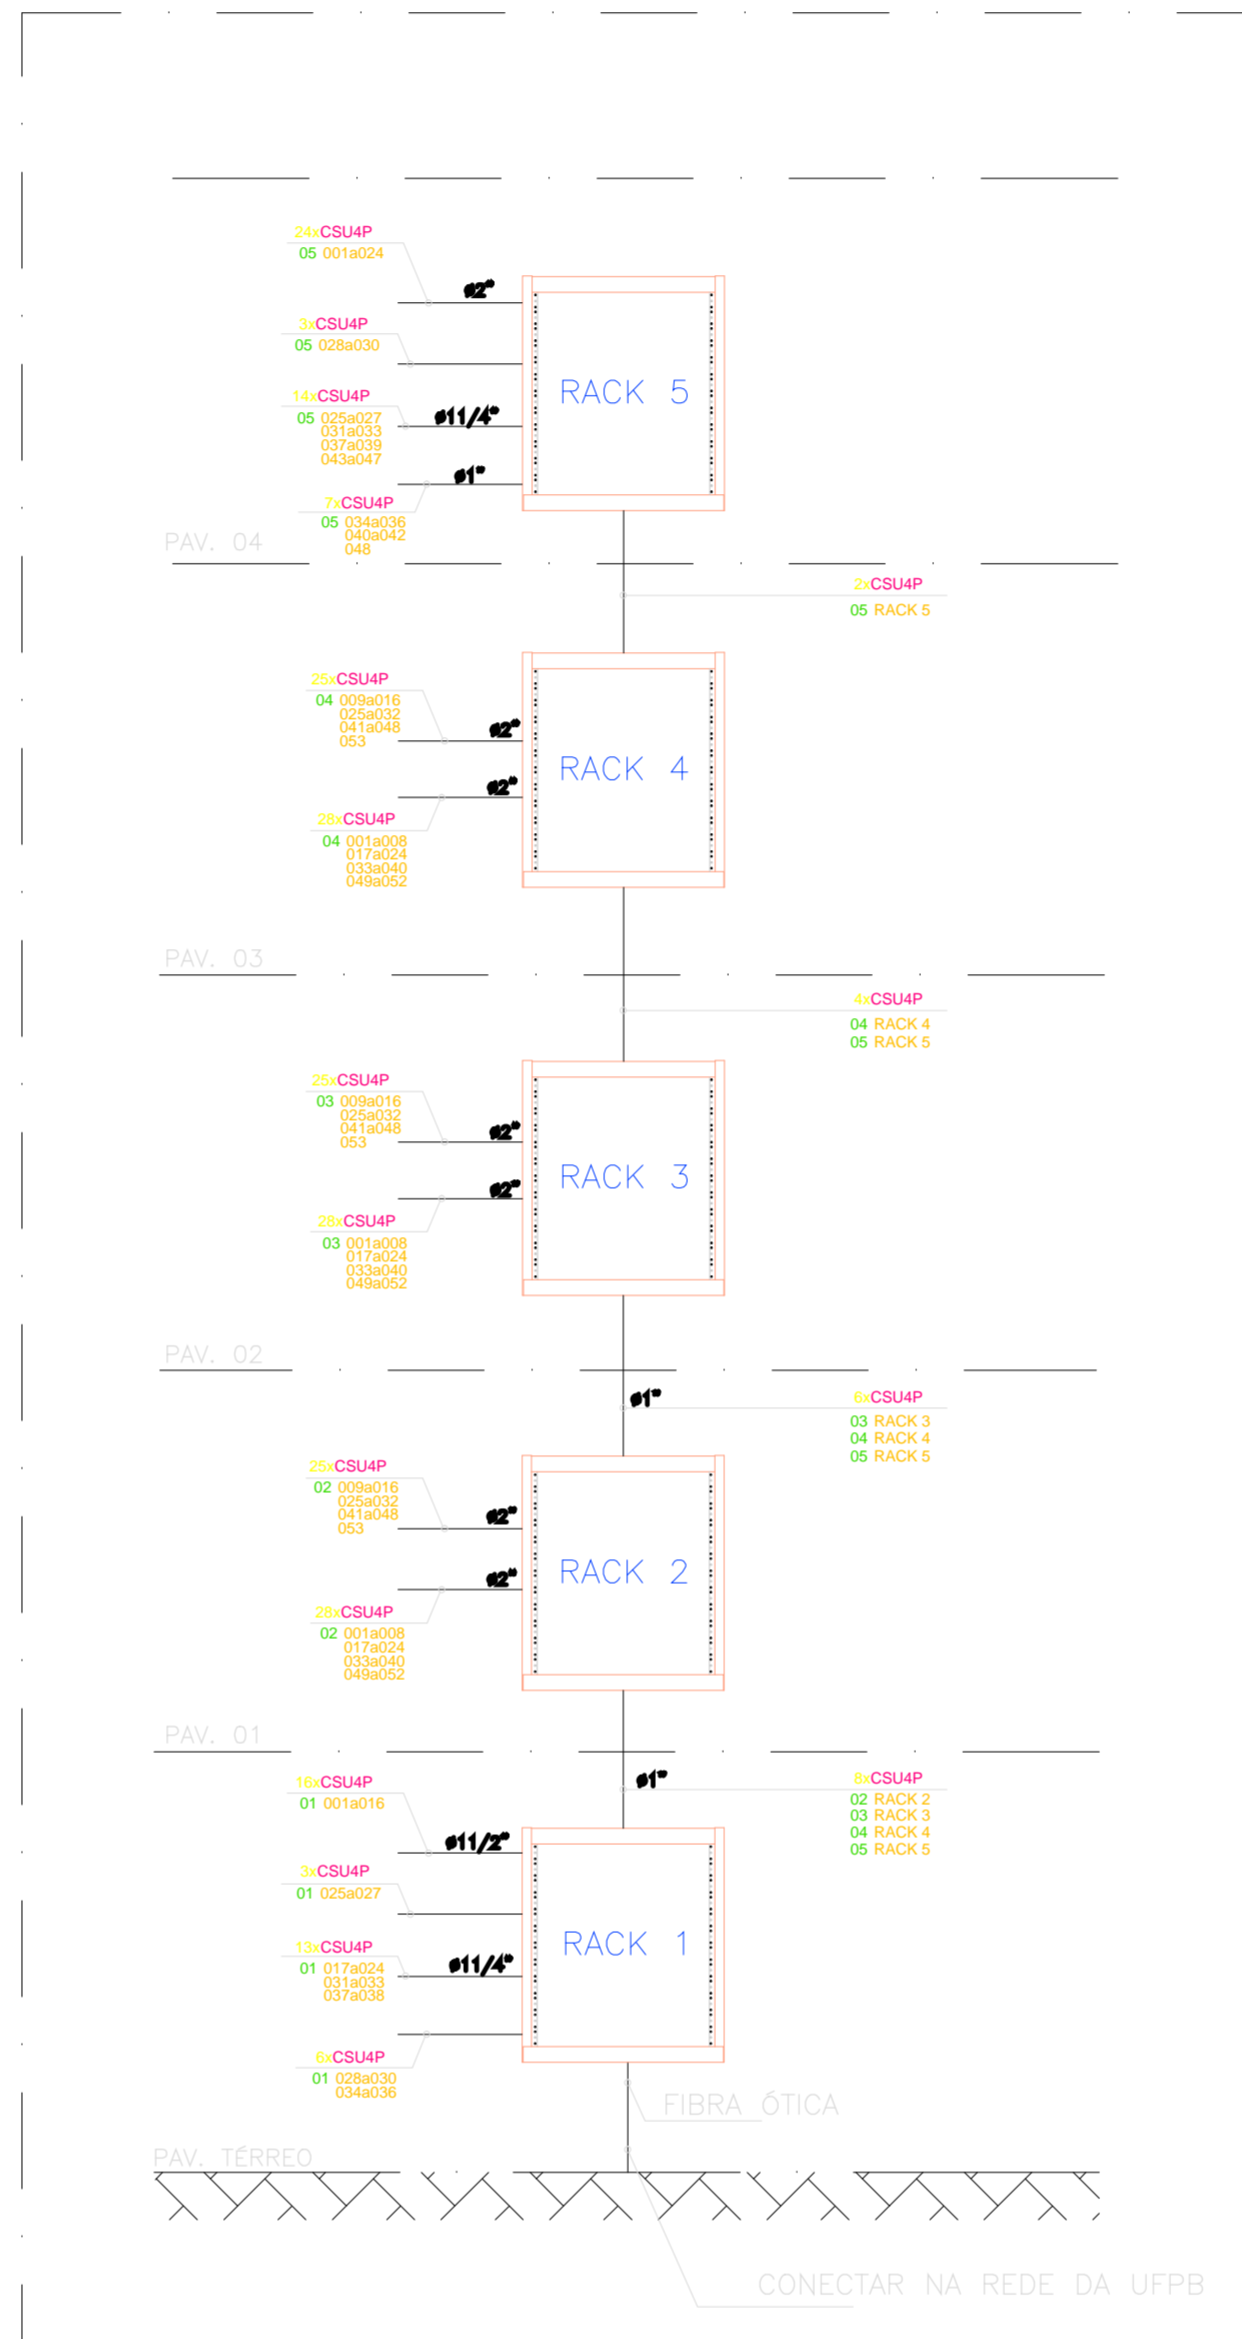 24xCSU4P
05 001a024
ø2"
3xCSU4P
05 028a030
14xCSU4P
05 025a027
031a033
037a039
043a047
ø11/4"
ø1"
7xCSU4P
05 034a036
040a042
048
RACK 5
PAV. 04
2xCSU4P
05 RACK 5
25xCSU4P
04 009a016
025a032
041a048
053
ø2"
ø2"
28xCSU4P
04 001a008
017a024
033a040
049a052
RACK 4
PAV. 03
4xCSU4P
04 RACK 4
05 RACK 5
25xCSU4P
03 009a016
025a032
041a048
053
ø2"
ø2"
28xCSU4P
03 001a008
017a024
033a040
049a052
RACK 3
PAV. 02
ø1"
6xCSU4P
03 RACK 3
04 RACK 4
05 RACK 5
25xCSU4P
02 009a016
025a032
041a048
053
ø2"
ø2"
28xCSU4P
02 001a008
017a024
033a040
049a052
RACK 2
PAV. 01
ø1"
8xCSU4P
02 RACK 2
03 RACK 3
04 RACK 4
05 RACK 5
16xCSU4P
01 001a016
ø11/2"
3xCSU4P
01 025a027
13xCSU4P
01 017a024
031a033
037a038
ø11/4"
6xCSU4P
01 028a030
034a036
RACK 1
FIBRA ÓTICA
PAV. TÉRREO
CONECTAR NA REDE DA UFPB